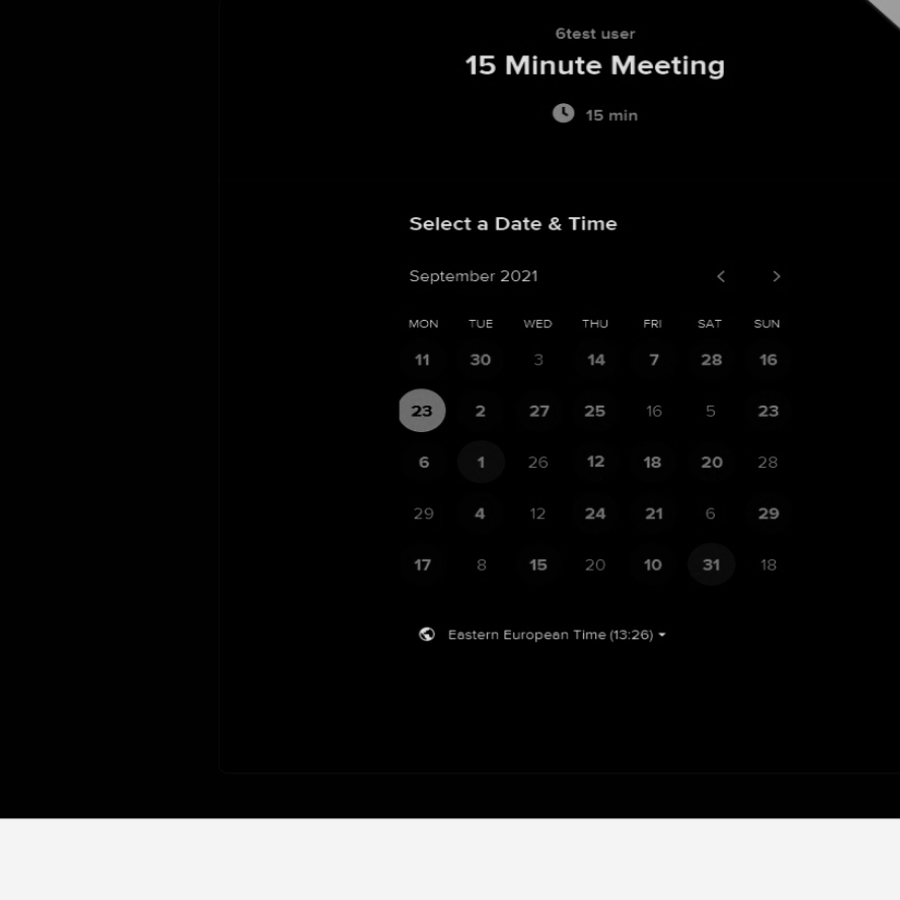 6test user
15 Minute Meeting
15 min
Select a Date & Time
September 2021
MON TUE WED THU FRI SAT SUN
11 30 3 14 7 28 16
23 2 27 25 16 5 23
6 1 26 12 18 20 28
29 4 12 24 21 6 29
17 8 15 20 10 31 18
Eastern European Time (13:26)